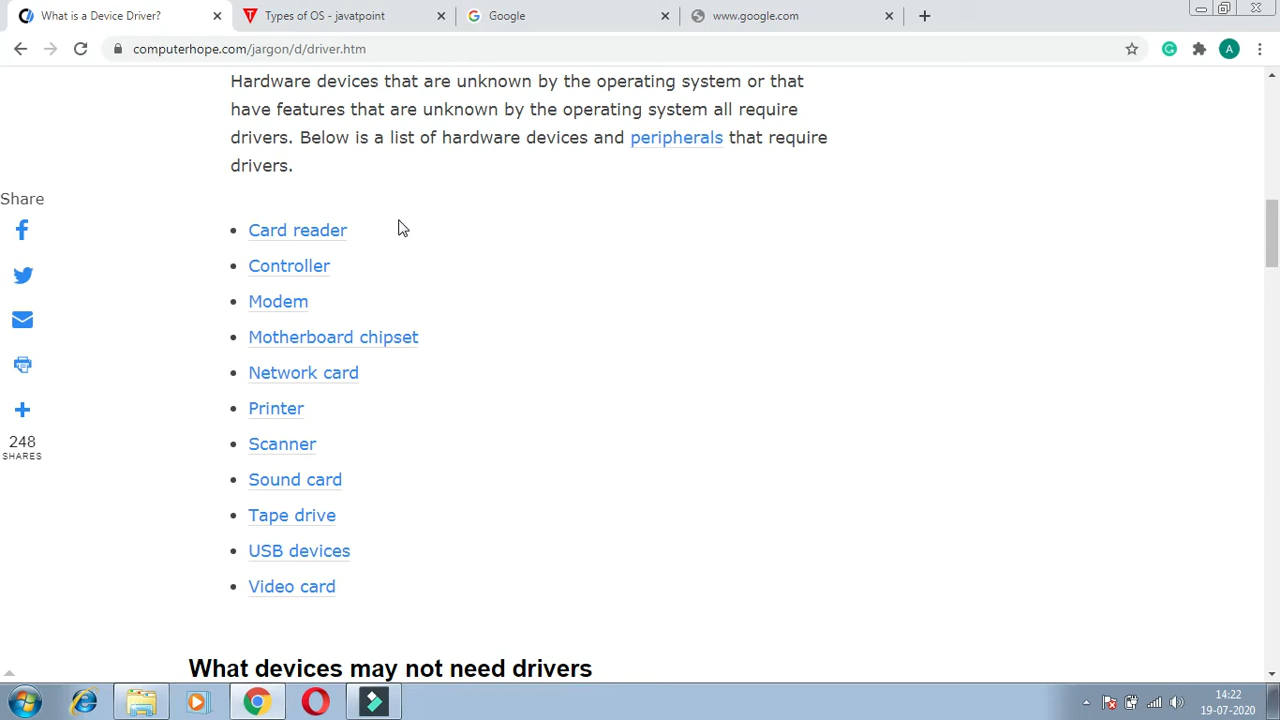 What is a Device Driver?
Types of OS - javatpoint
Google
www.google.com
computerhope.com/jargon/d/driver.htm
A
Hardware devices that are unknown by the operating system or that
have features that are unknown by the operating system all require
drivers. Below is a list of hardware devices and peripherals that require
drivers.
Share
Card reader
Controller
Modem
Motherboard chipset
Network card
Printer
248
SHARES
Scanner
Sound card
Tape drive
USB devices
Video card
What devices may not need drivers
14:22
19-07-2020